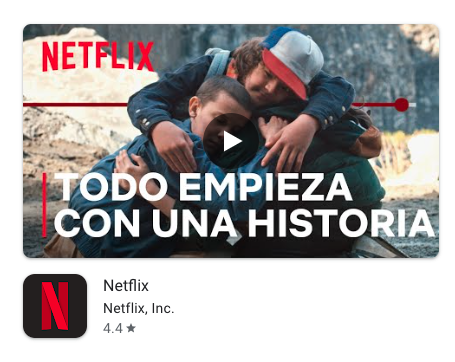 NETFLIX
TODO EMPIEZA
CON UNA HISTORIA
N
Netflix
Netflix, Inc.
4.4 ★